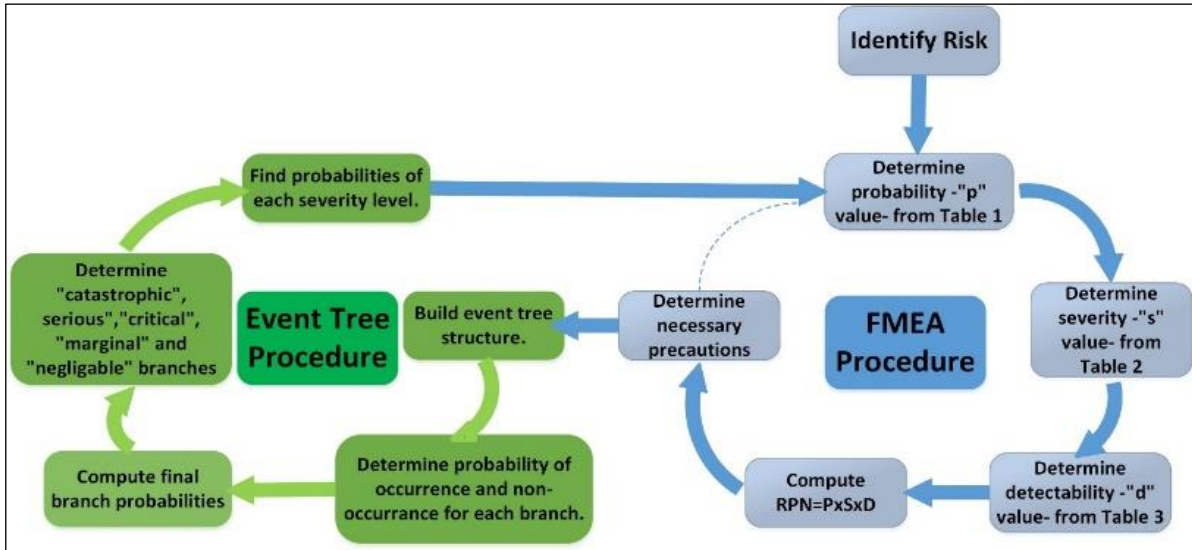 Identify Risk
Find probabilities of
each severity level.
Determine
probability -"p"
value- from Table 1
Determine
"catastrophic",
serious","critical",
"marginal" and
"negligable" branches
Event Tree
Procedure
Build event tree
structure.
Determine
necessary
precautions
FMEA
Procedure
Determine
severity -"s"
value- from
Table 2
Compute final
branch probabilities
Determine probability of
occurrence and non-
occurrance for each branch.
Compute
RPN=PxSxD
Determine
detectability -"d"
value- from Table 3